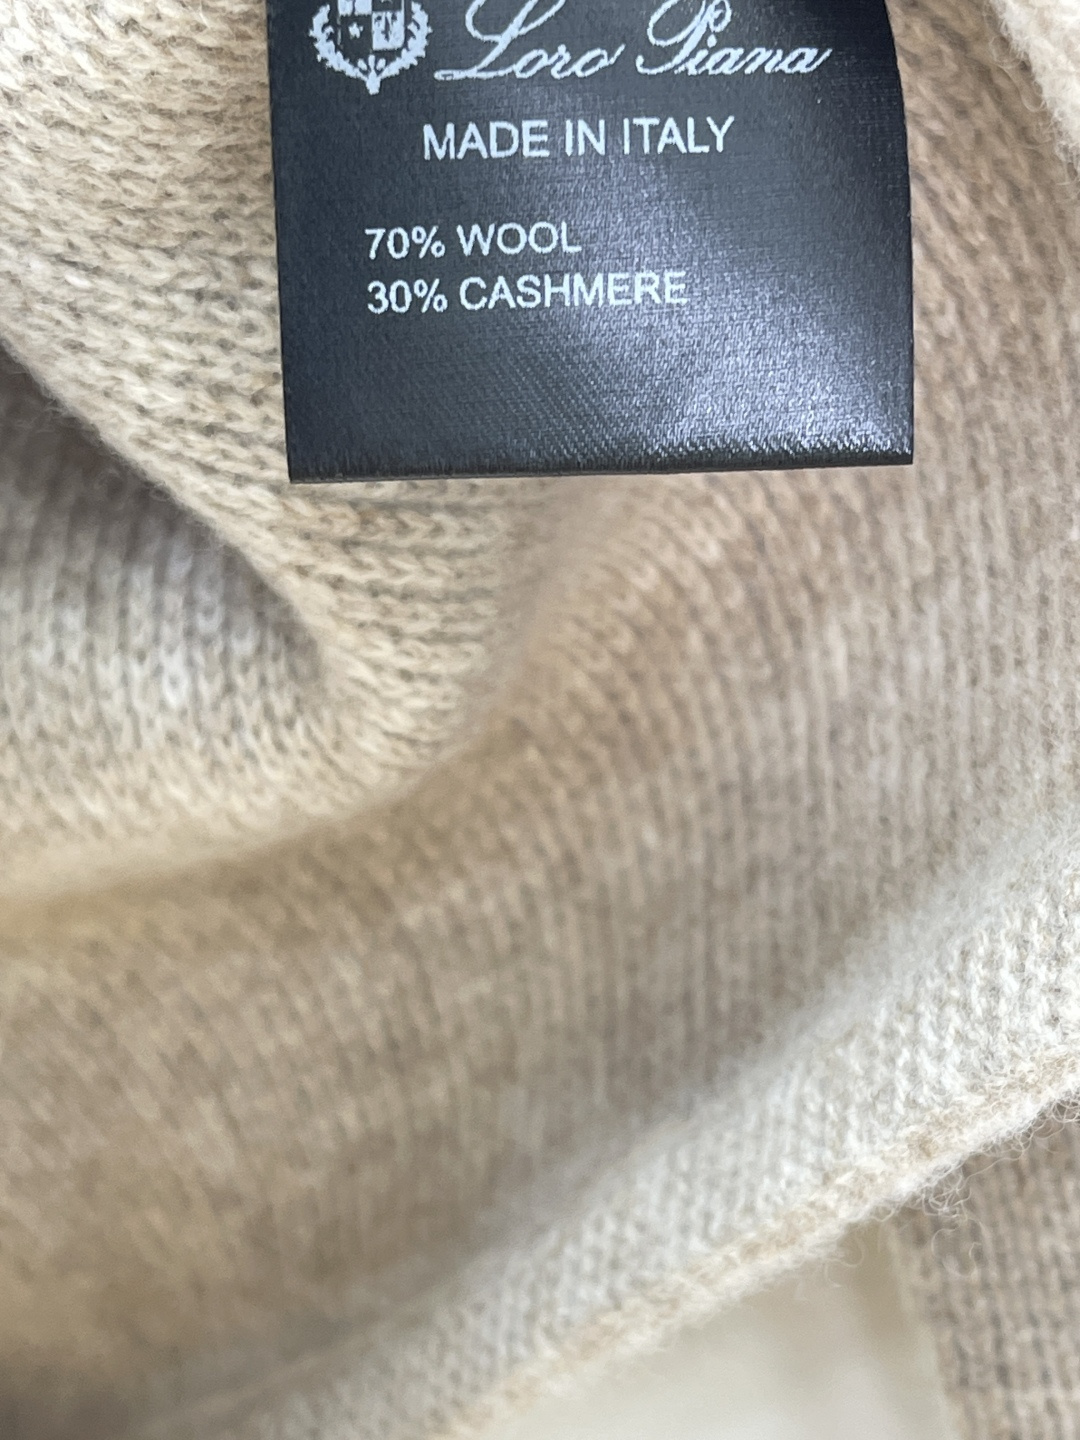 Loro Piana
MADE IN ITALY
70% WOOL
30% CASHMERE